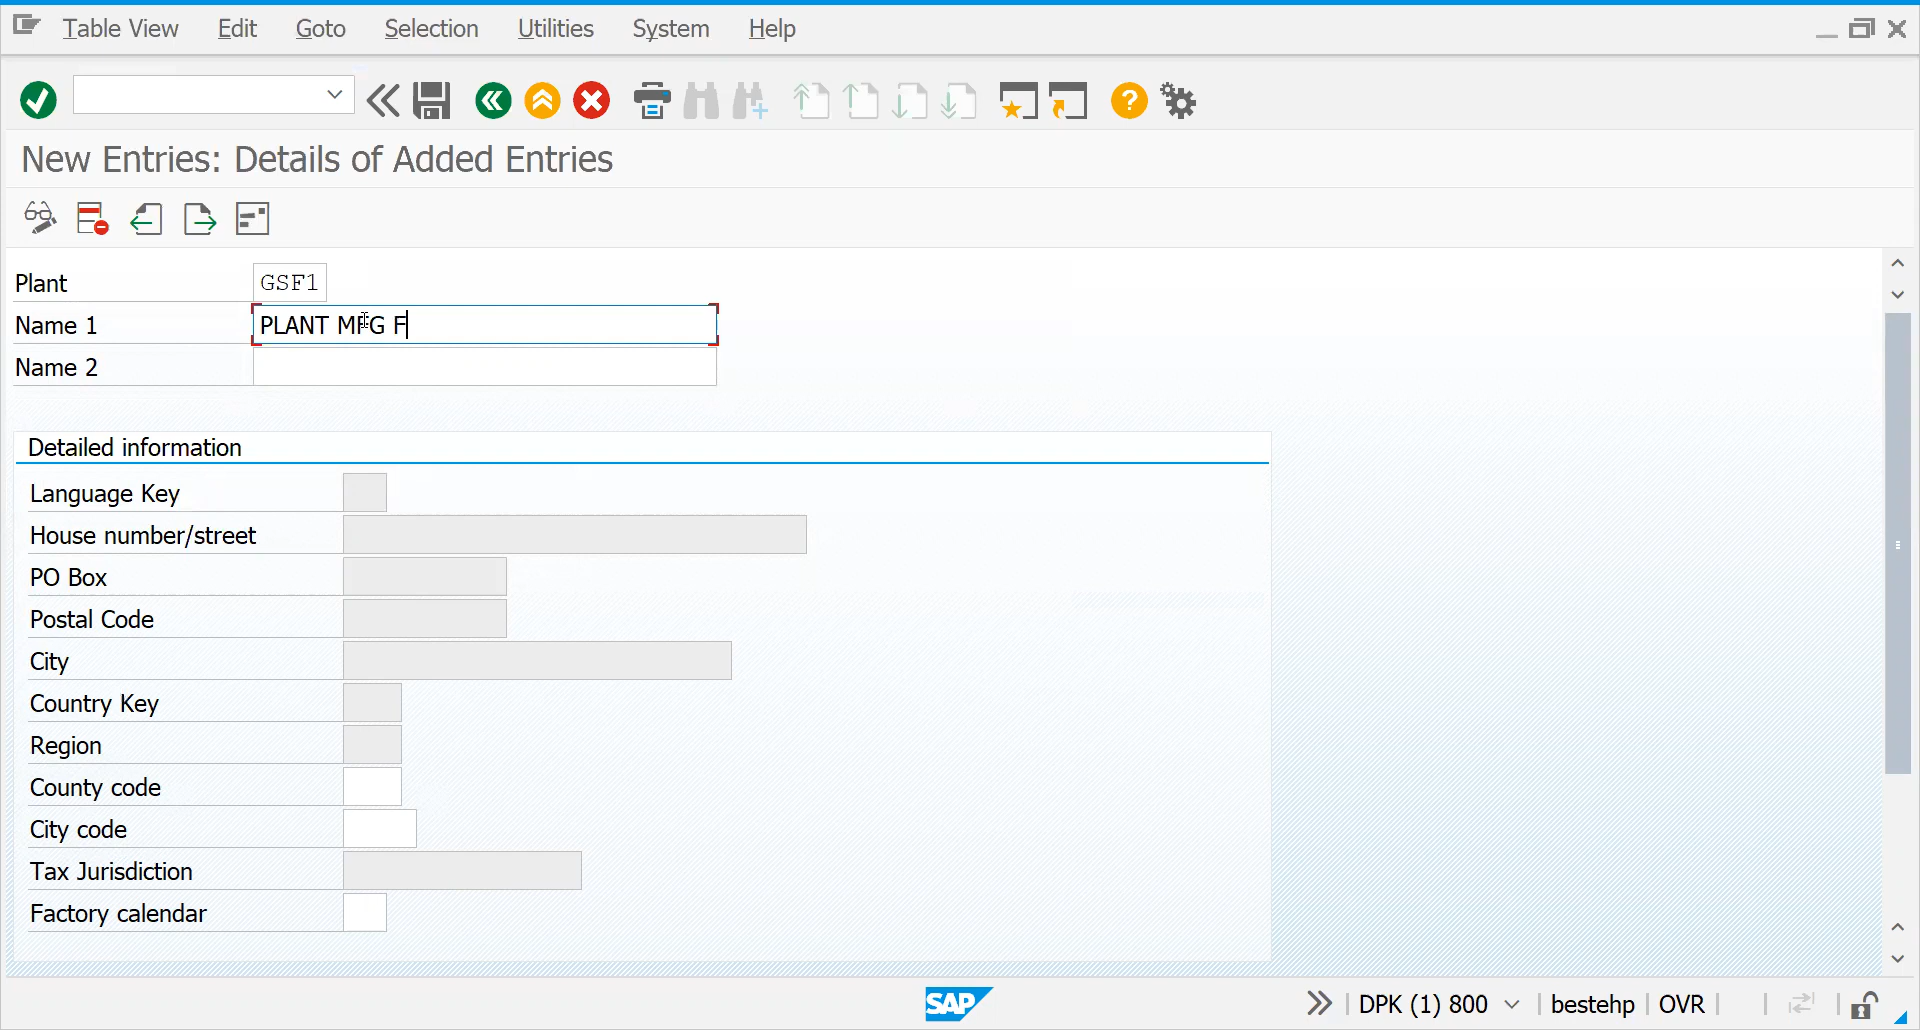 Table View Edit Goto Selection Utilities System Help
New Entries: Details of Added Entries
Plant GSF1
Name 1 PLANT MFG F
Name 2
Detailed information
Language Key
House number/street
PO Box
Postal Code
City
Country Key
Region
County code
City code
Tax Jurisdiction
Factory calendar
SAP DPK (1) 800 bestehp OVR